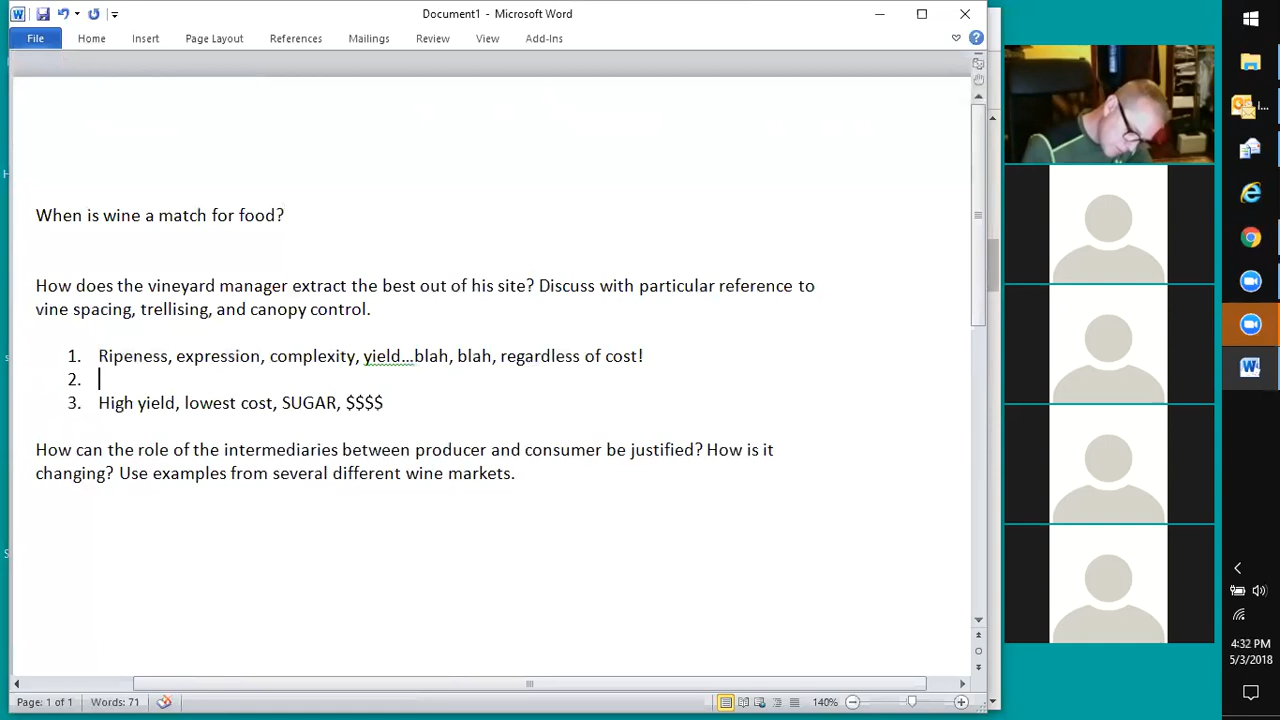 Document1 - Microsoft Word
File Home Insert Page Layout References Mailings Review View Add-Ins
When is wine a match for food?
How does the vineyard manager extract the best out of his site? Discuss with particular reference to
vine spacing, trellising, and canopy control.
1. Ripeness, expression, complexity, yield...blah, blah, regardless of cost!
2.
3. High yield, lowest cost, SUGAR, $$$$
How can the role of the intermediaries between producer and consumer be justified? How is it
changing? Use examples from several different wine markets.
Page: 1 of 1 Words: 71 140%
4:32 PM
5/3/2018